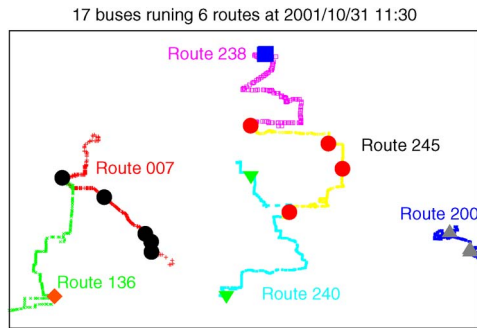 17 buses runing 6 routes at 2001/10/31 11:30
Route 238
Route 245
Route 007
Route 200
Route 136
Route 240